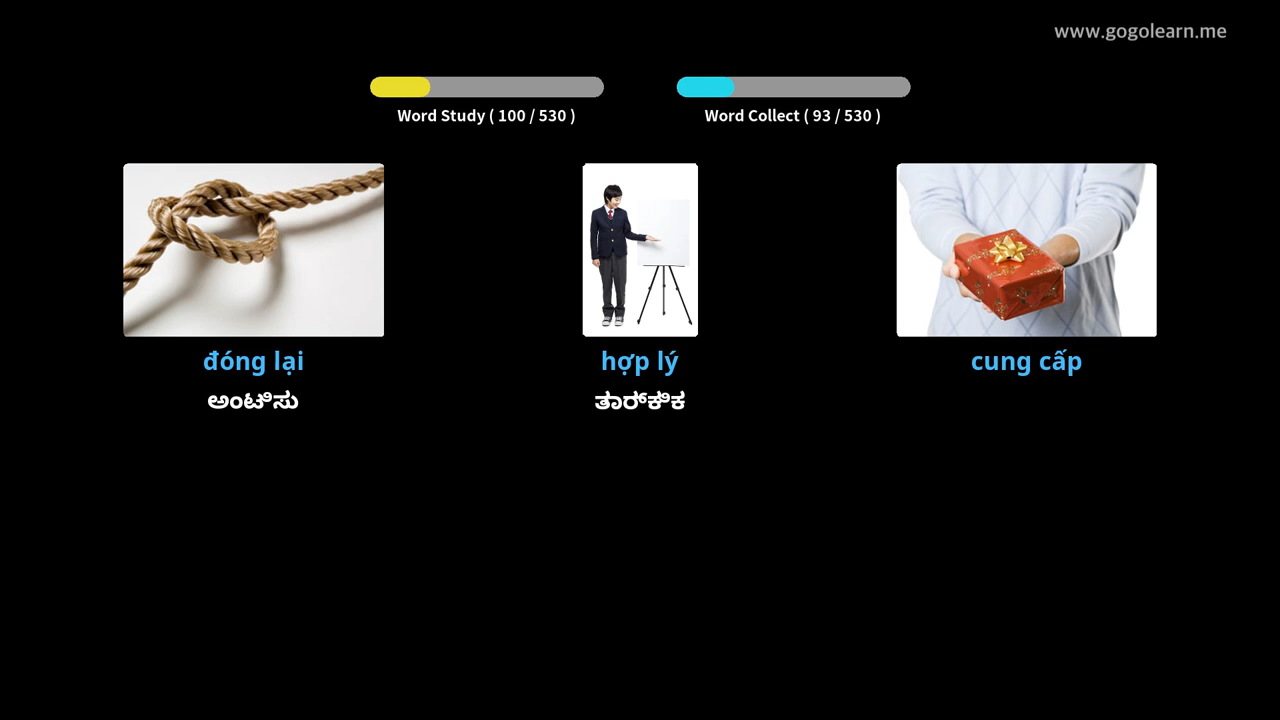 www.gogolearn.me
Word Study ( 100 / 530 )
Word Collect ( 93 / 530 )
đóng lại
ಅಂಟಿಸು
hợp lý
ತಾರ್ಕಿಕ
cung cấp